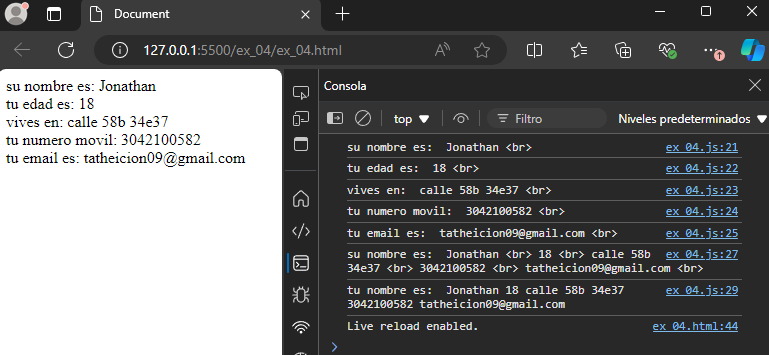 Document
127.0.0.1:5500/ex_04/ex_04.html
su nombre es: Jonathan
tu edad es: 18
vives en: calle 58b 34e37
tu numero movil: 3042100582
tu email es: tatheicion09@gmail.com
Consola
top
Filtro
Niveles predeterminados
su nombre es:  Jonathan <br> ex_04.js:21
tu edad es:  18 <br> ex_04.js:22
vives en:  calle 58b 34e37 <br> ex_04.js:23
tu numero movil:  3042100582 <br> ex_04.js:24
tu email es:  tatheicion09@gmail.com <br> ex_04.js:25
su nombre es:  Jonathan <br> 18 <br> calle 58b ex_04.js:27
34e37 <br> 3042100582 <br> tatheicion09@gmail.com <br>
tu nombre es:  Jonathan 18 calle 58b 34e37 ex_04.js:29
3042100582 tatheicion09@gmail.com
Live reload enabled. ex_04.html:44